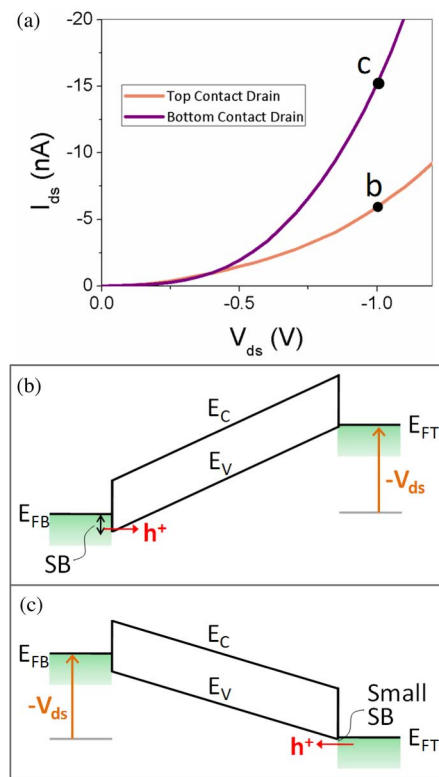 (a)
-20
-15
-10
-5
0
I_ds (nA)
Top Contact Drain
Bottom Contact Drain
c
b
0.0
-0.5
-1.0
V_ds (V)
(b)
E_C
E_V
E_FT
-V_ds
E_FB
h+
SB
(c)
E_C
E_FB
E_V
-V_ds
Small
SB
E_FT
h+